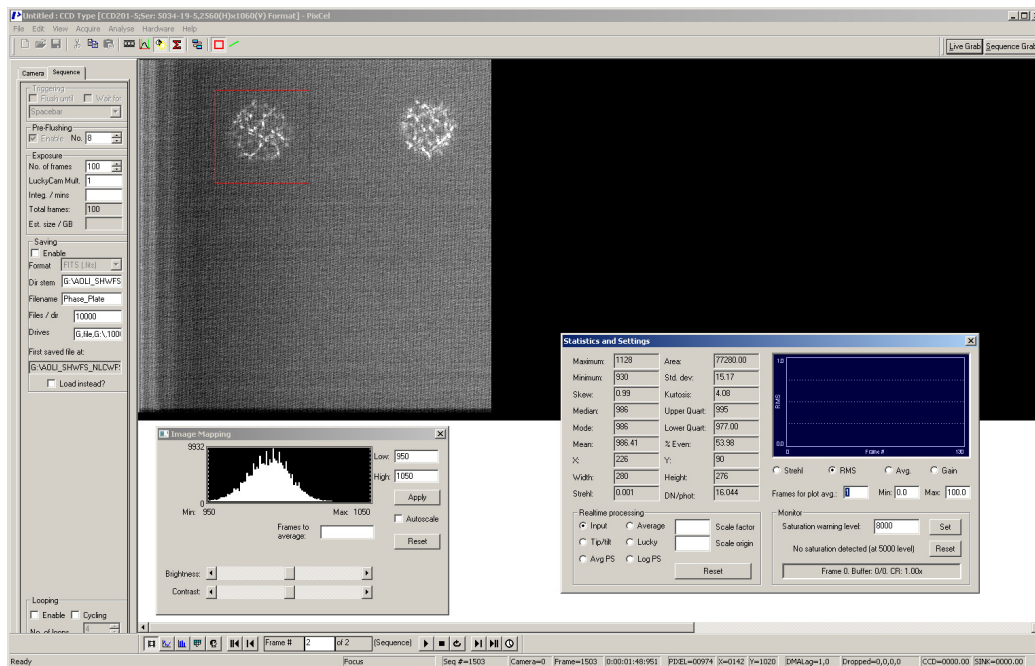 Untitled : CCD Type [CCD201-5;Ser: 5034-19-5,2560(H)x1060(V) Format] - PixCel
File Edit View Acquire Analyse Hardware Help
Live Grab Sequence Grab
Camera Sequence
Triggering
Flush until Wait for
Spacebar
Pre-Flushing
Enable No. 8
Exposure
No. of frames 100
LuckyCam Mult. 1
Integ. / mins
Total frames: 100
Est. size / GB
Saving
Enable
Format FITS (.fits)
Dir stem G:\AOLI_SHWFS
Filename Phase_Plate
Files / dir 10000
Drives G,file,G:\,100
First saved file at:
G:\AOLI_SHWFS_NLCWF
Load instead?
Looping
Enable Cycling
No. of loops 4
Image Mapping
9932
0
Min: 950 Max: 1050
Low: 950
High: 1050
Apply
Autoscale
Reset
Frames to average:
Brightness:
Contrast:
Statistics and Settings
Maximum: 1128 Area: 77280.00
Minimum: 930 Std. dev: 15.17
Skew: 0.99 Kurtosis: 4.08
Median: 986 Upper Quart: 995
Mode: 986 Lower Quart: 977.00
Mean: 986.41 % Even: 53.98
X: 226 Y: 90
Width: 280 Height: 276
Strehl: 0.001 DN/phot: 16.044
1.0
RMS
0.0
0 Frame # 100
Strehl RMS Avg. Gain
Frames for plot avg.: 1 Min: 0.0 Max: 100.0
Realtime processing
Input Average Scale factor
Tip/tilt Lucky Scale origin
Avg PS Log PS
Reset
Monitor
Saturation warning level: 8000 Set
No saturation detected (at 5000 level) Reset
Frame 0. Buffer: 0/0. CR: 1.00x
Frame # 2 of 2 (Sequence)
Ready Focus Seq #=1503 Camera=0 Frame=1503 0:00:01:48:951 PIXEL=00974 X=0142 Y=1020 DMALag=1,0 Dropped=0,0,0,0 CCD=0000.00 SINK=0000.00